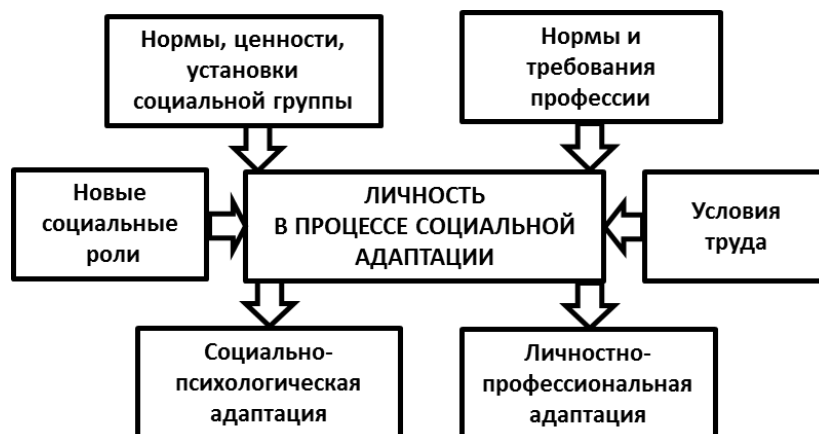 Нормы, ценности,
установки
социальной группы
Нормы и
требования
профессии
Новые
социальные
роли
ЛИЧНОСТЬ
В ПРОЦЕССЕ СОЦИАЛЬНОЙ
АДАПТАЦИИ
Условия
труда
Социально-
психологическая
адаптация
Личностно-
профессиональная
адаптация